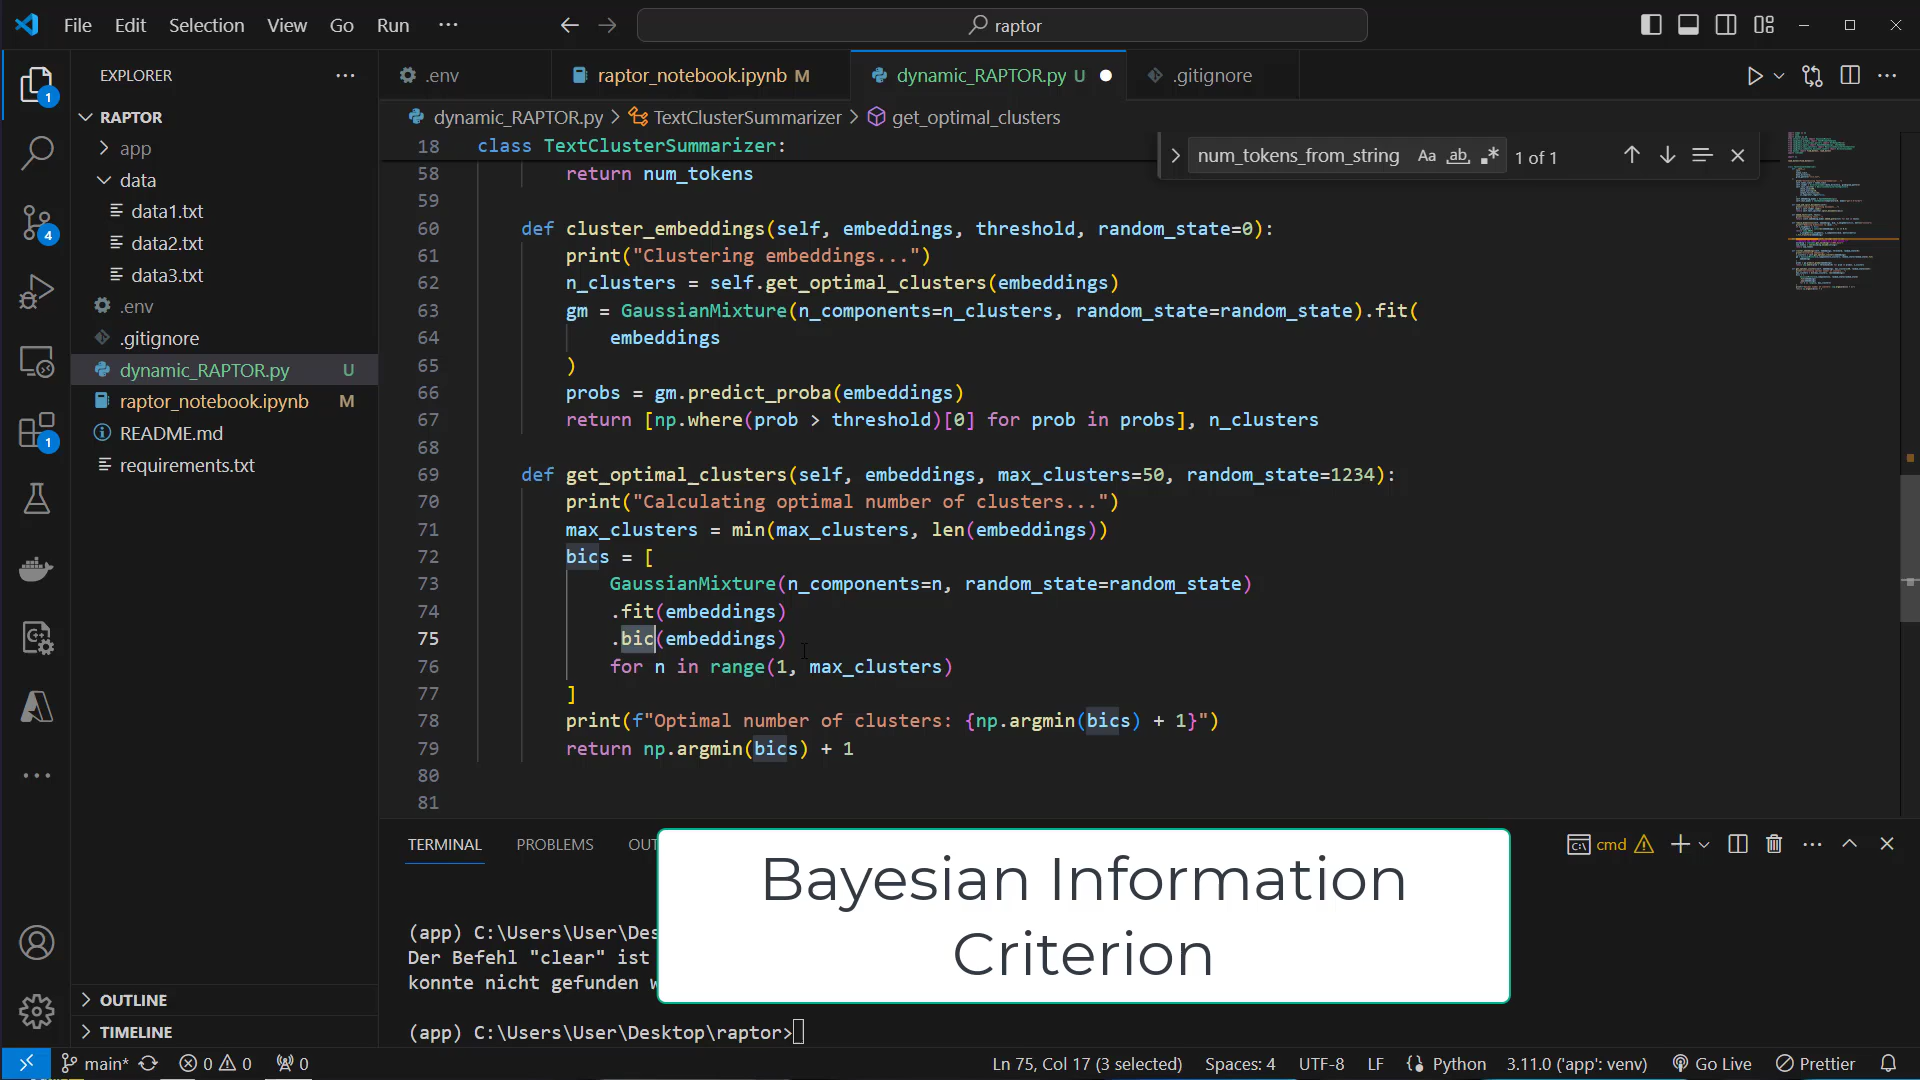 File Edit Selection View Go Run ··· raptor
EXPLORER ···
.env raptor_notebook.ipynb M dynamic_RAPTOR.py U .gitignore
RAPTOR
app
data
data1.txt
data2.txt
data3.txt
.env
.gitignore
dynamic_RAPTOR.py U
raptor_notebook.ipynb M
README.md
requirements.txt
OUTLINE
TIMELINE
1
4
1
dynamic_RAPTOR.py > TextClusterSummarizer > get_optimal_clusters
num_tokens_from_string Aa ab .* 1 of 1
18 class TextClusterSummarizer:
58 return num_tokens
59
60 def cluster_embeddings(self, embeddings, threshold, random_state=0):
61 print("Clustering embeddings...")
62 n_clusters = self.get_optimal_clusters(embeddings)
63 gm = GaussianMixture(n_components=n_clusters, random_state=random_state).fit(
64 embeddings
65 )
66 probs = gm.predict_proba(embeddings)
67 return [np.where(prob > threshold)[0] for prob in probs], n_clusters
68
69 def get_optimal_clusters(self, embeddings, max_clusters=50, random_state=1234):
70 print("Calculating optimal number of clusters...")
71 max_clusters = min(max_clusters, len(embeddings))
72 bics = [
73 GaussianMixture(n_components=n, random_state=random_state)
74 .fit(embeddings)
75 .bic(embeddings)
76 for n in range(1, max_clusters)
77 ]
78 print(f"Optimal number of clusters: {np.argmin(bics) + 1}")
79 return np.argmin(bics) + 1
80
81
TERMINAL PROBLEMS OUT cmd
Bayesian Information
Criterion
(app) C:\Users\User\Des
Der Befehl "clear" ist
konnte nicht gefunden w
(app) C:\Users\User\Desktop\raptor>
main* 0 0 0 Ln 75, Col 17 (3 selected) Spaces: 4 UTF-8 LF Python 3.11.0 ('app': venv) Go Live Prettier